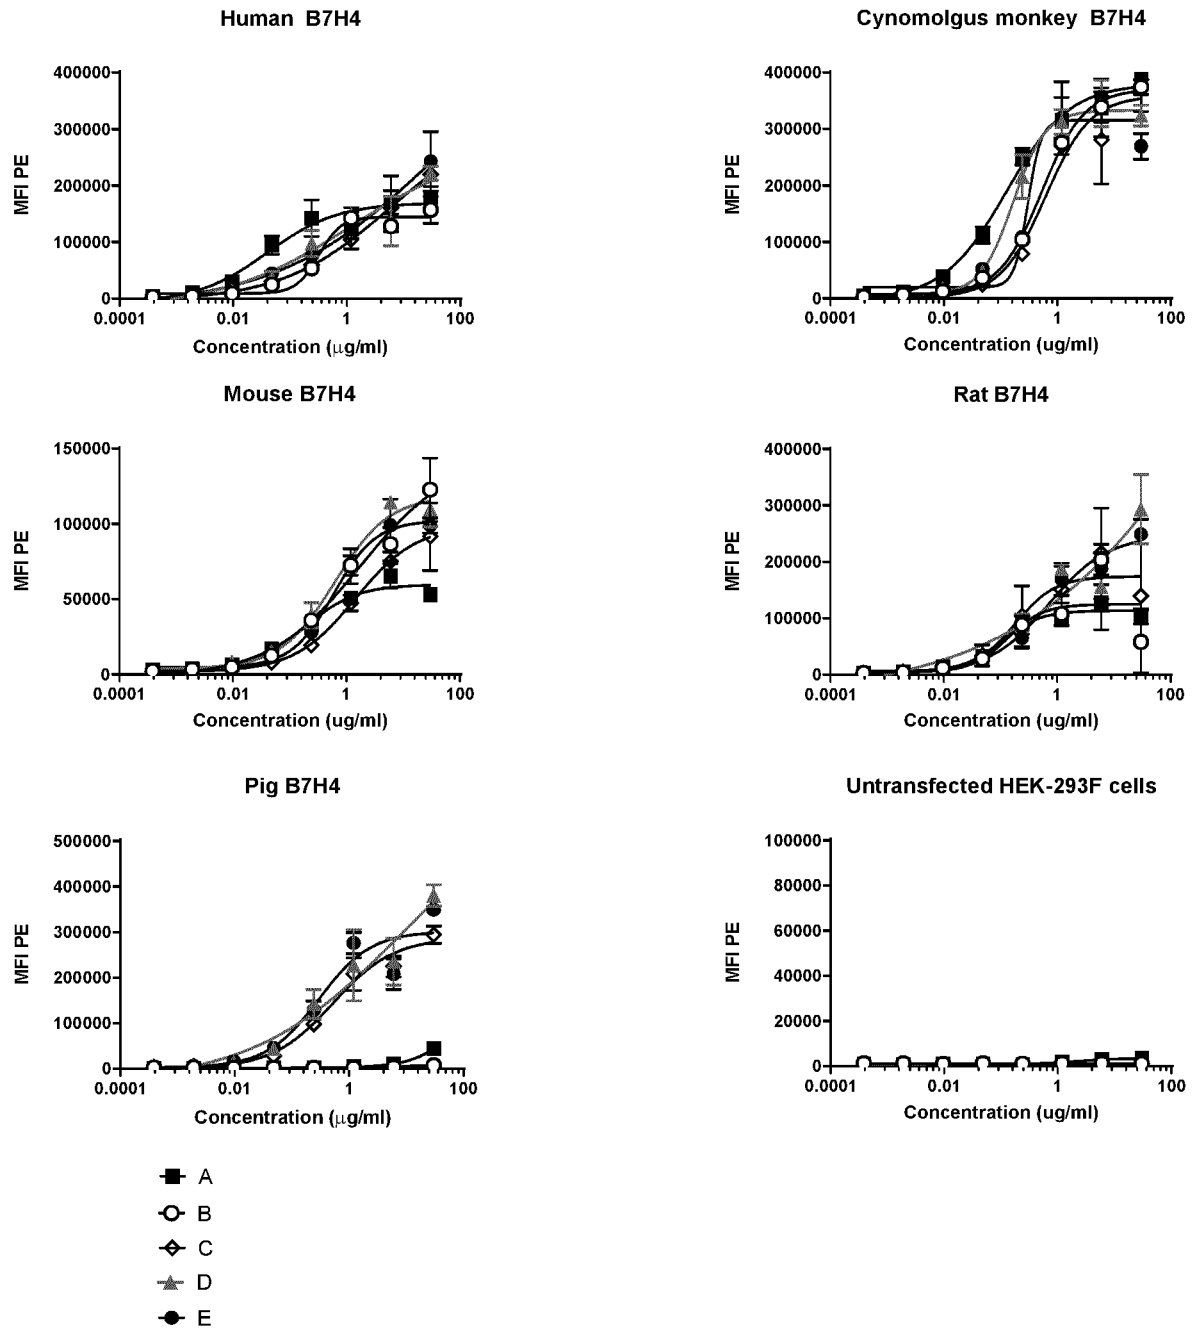 Human B7H4
400000
300000
200000
100000
0
MFI PE
0.0001
0.01
1
100
Concentration (μg/ml)
Cynomolgus monkey B7H4
400000
300000
200000
100000
0
MFI PE
0.0001
0.01
1
100
Concentration (ug/ml)
Mouse B7H4
150000
100000
50000
0
MFI PE
0.0001
0.01
1
100
Concentration (ug/ml)
Rat B7H4
400000
300000
200000
100000
0
MFI PE
0.0001
0.01
1
100
Concentration (ug/ml)
Pig B7H4
500000
400000
300000
200000
100000
0
MFI PE
0.0001
0.01
1
100
Concentration (μg/ml)
Untransfected HEK-293F cells
100000
80000
60000
40000
20000
0
MFI PE
0.0001
0.01
1
100
Concentration (ug/ml)
A
B
C
D
E